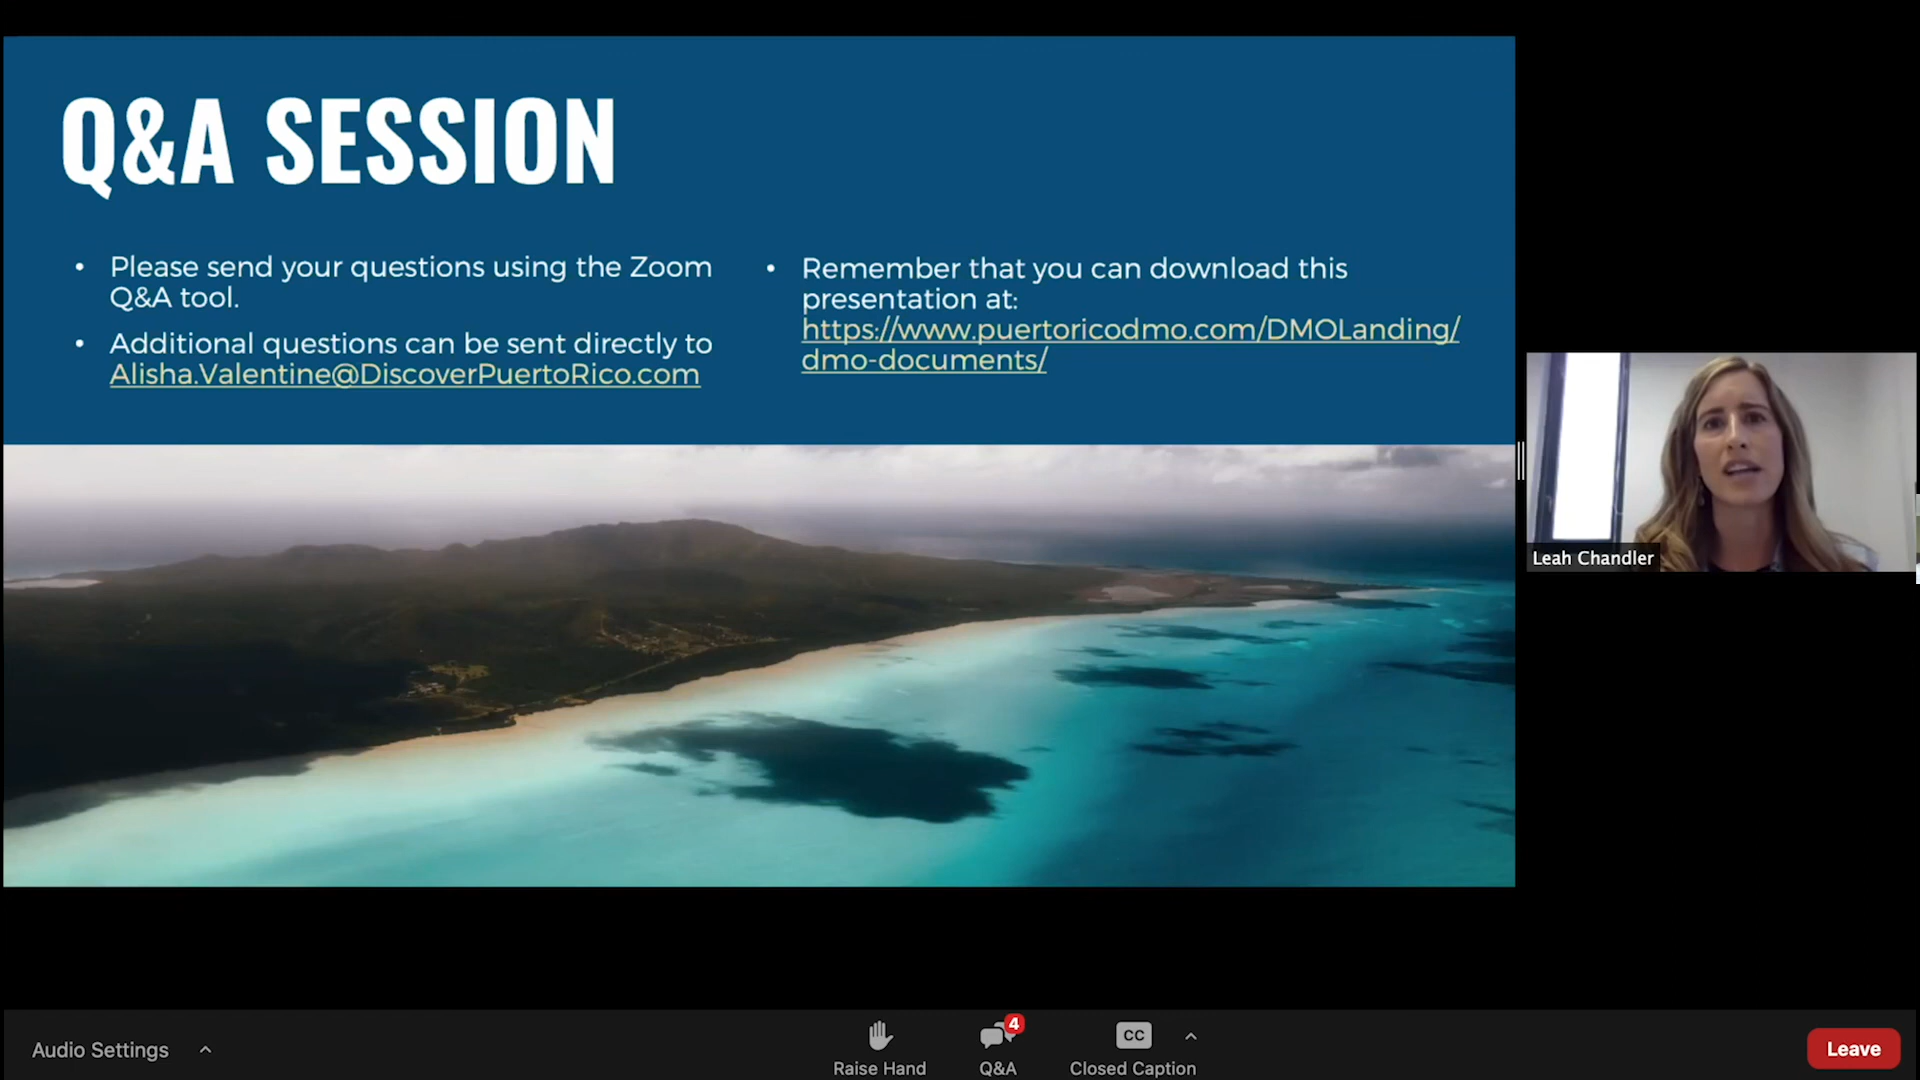 Q&A SESSION
• Please send your questions using the Zoom
Q&A tool.
• Additional questions can be sent directly to
Alisha.Valentine@DiscoverPuertoRico.com
• Remember that you can download this
presentation at:
https://www.puertoricodmo.com/DMOLanding/
dmo-documents/
Leah Chandler
Audio Settings
Raise Hand
4
Q&A
CC
Closed Caption
Leave